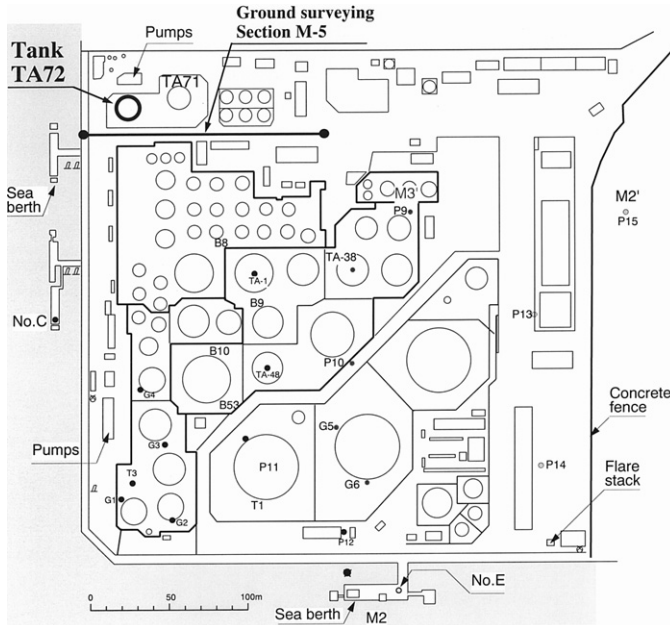 Ground surveying
Section M-5
Pumps
Tank
TA72
TA71
Sea
berth
M3'
P9
M2'
P15
B8
TA-38
TA-1
B9
No.C
P13
B10
P10
TA-48
G4
B53
Concrete
fence
G5
G3
Pumps
P11
P14
Flare
stack
T3
G6
G1
T1
G2
P12
No.E
0 50 100m
Sea berth
M2